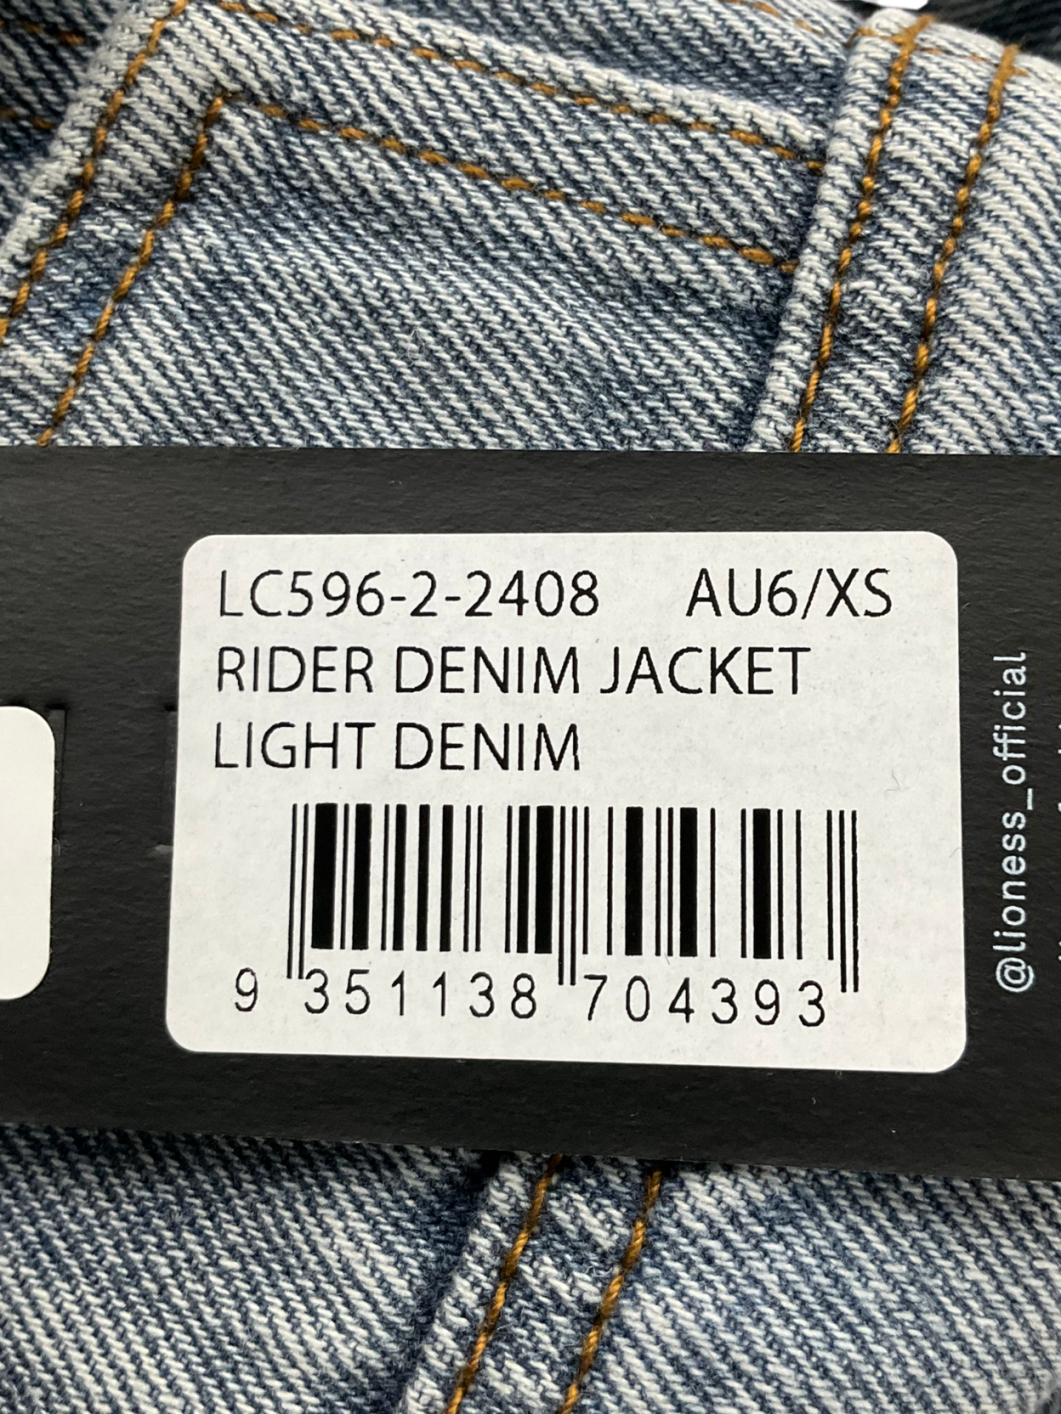 LC596-2-2408 AU6/XS
RIDER DENIM JACKET
LIGHT DENIM
9 351138 704393
@lioness_official